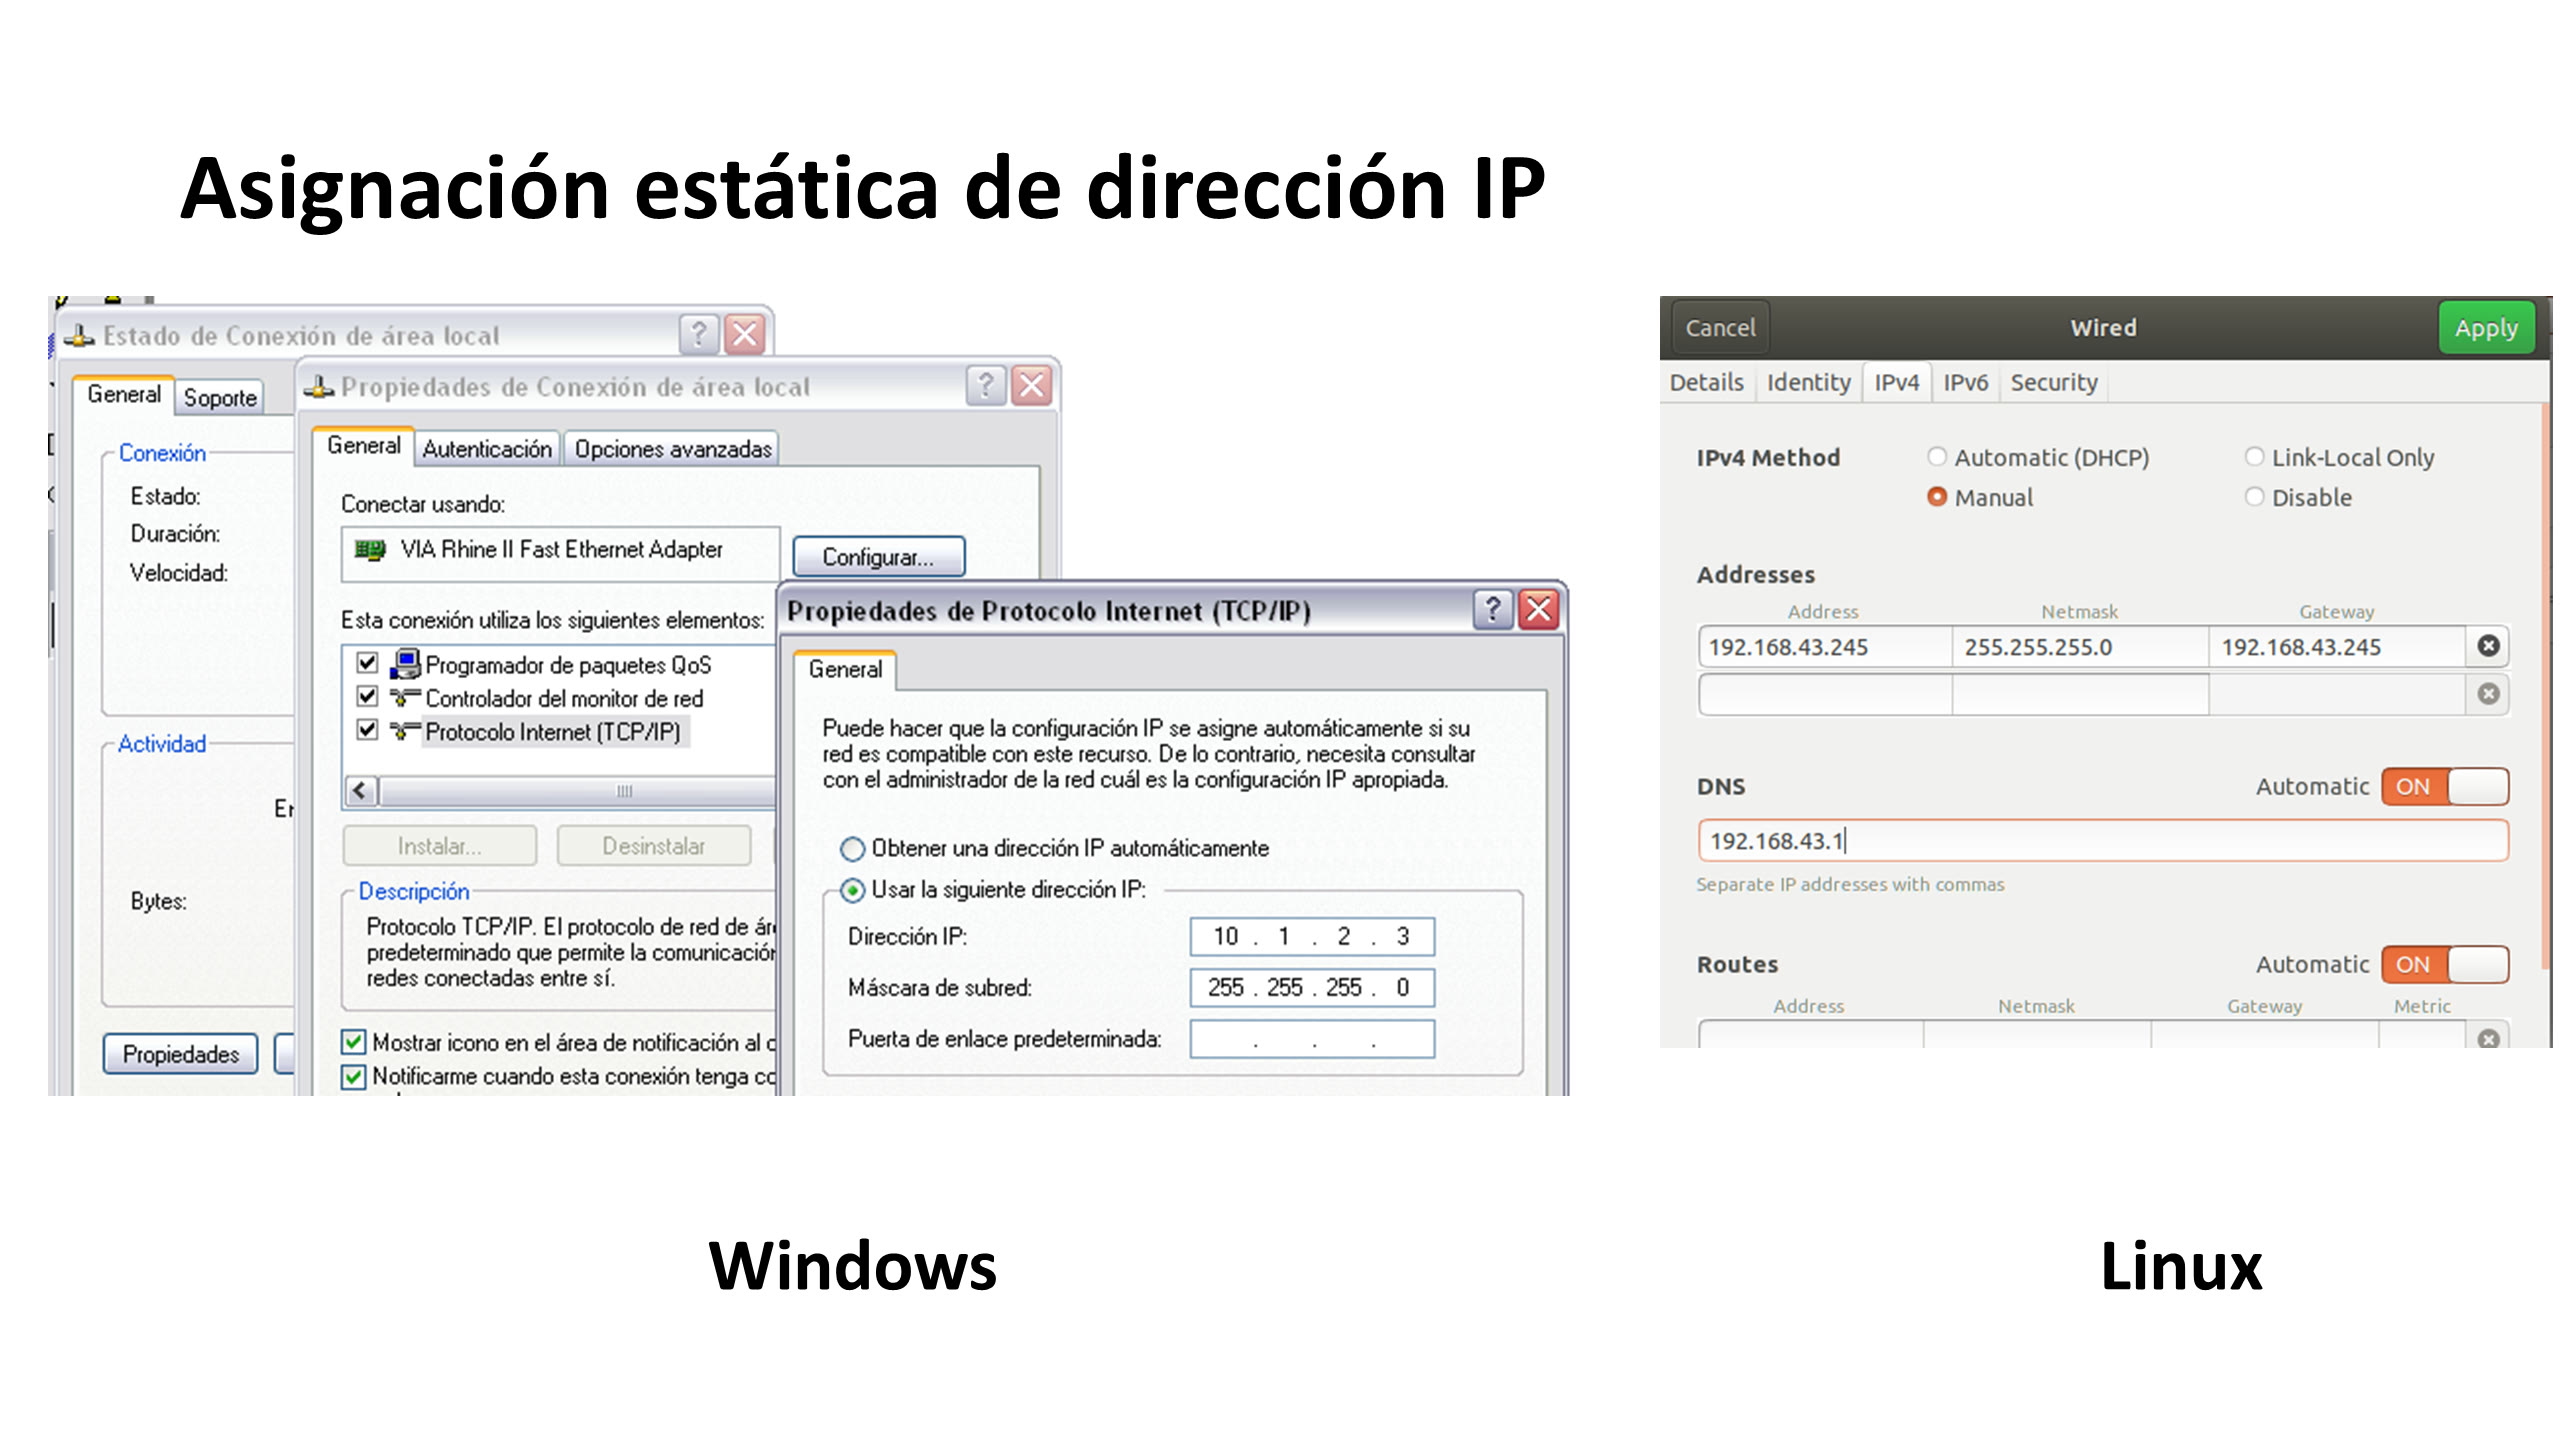 Asignación estática de dirección IP
Estado de Conexión de área local
General
Soporte
Conexión
Estado:
Duración:
Velocidad:
Actividad
Bytes:
Propiedades
Propiedades de Conexión de área local
General
Autenticación
Opciones avanzadas
Conectar usando:
VIA Rhine II Fast Ethernet Adapter
Configurar...
Esta conexión utiliza los siguientes elementos:
Programador de paquetes QoS
Controlador del monitor de red
Protocolo Internet (TCP/IP)
Instalar...
Desinstalar
Descripción
Protocolo TCP/IP. El protocolo de red de ár
predeterminado que permite la comunicación
redes conectadas entre sí.
Mostrar icono en el área de notificación al c
Notificarme cuando esta conexión tenga co
Propiedades de Protocolo Internet (TCP/IP)
General
Puede hacer que la configuración IP se asigne automáticamente si su
red es compatible con este recurso. De lo contrario, necesita consultar
con el administrador de la red cuál es la configuración IP apropiada.
Obtener una dirección IP automáticamente
Usar la siguiente dirección IP:
Dirección IP: 10 . 1 . 2 . 3
Máscara de subred: 255 . 255 . 255 . 0
Puerta de enlace predeterminada: . . .
Cancel Wired Apply
Details Identity IPv4 IPv6 Security
IPv4 Method Automatic (DHCP) Link-Local Only
Manual Disable
Addresses
Address Netmask Gateway
192.168.43.245 255.255.255.0 192.168.43.245
DNS Automatic ON
192.168.43.1
Separate IP addresses with commas
Routes Automatic ON
Address Netmask Gateway Metric
Windows
Linux